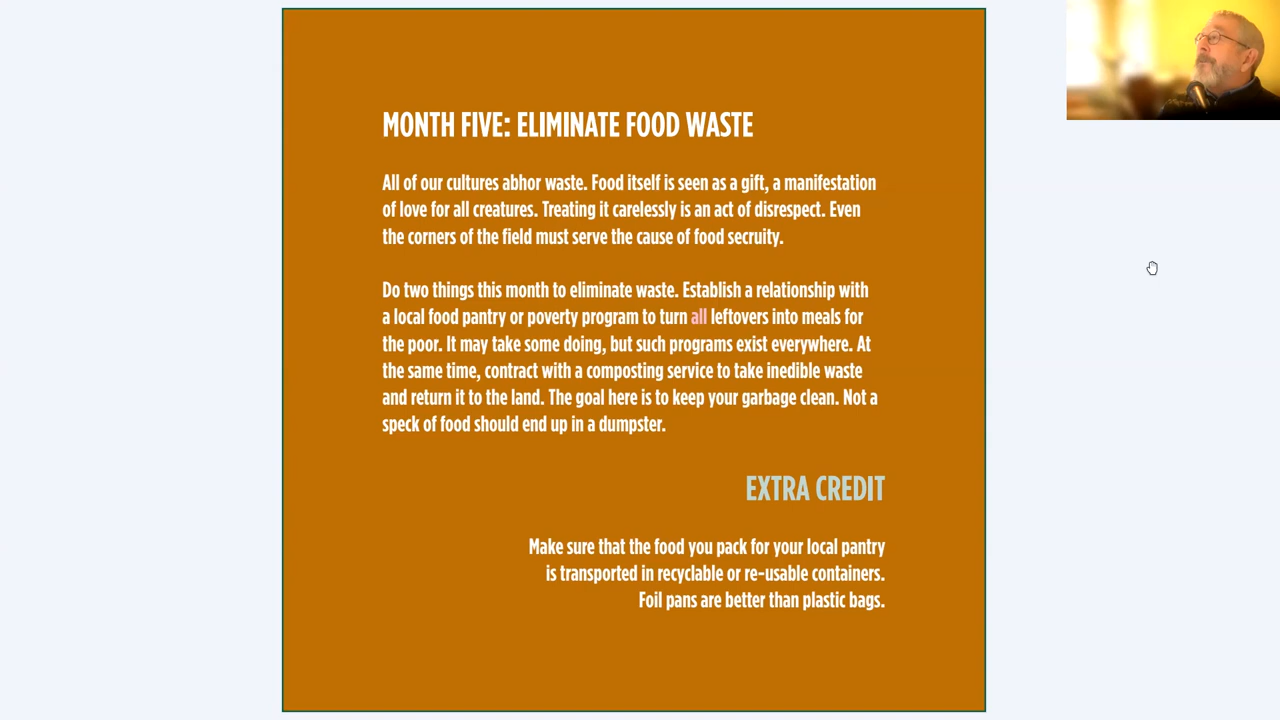 MONTH FIVE: ELIMINATE FOOD WASTE
All of our cultures abhor waste. Food itself is seen as a gift, a manifestation
of love for all creatures. Treating it carelessly is an act of disrespect. Even
the corners of the field must serve the cause of food secruity.
Do two things this month to eliminate waste. Establish a relationship with
a local food pantry or poverty program to turn all leftovers into meals for
the poor. It may take some doing, but such programs exist everywhere. At
the same time, contract with a composting service to take inedible waste
and return it to the land. The goal here is to keep your garbage clean. Not a
speck of food should end up in a dumpster.
EXTRA CREDIT
Make sure that the food you pack for your local pantry
is transported in recyclable or re-usable containers.
Foil pans are better than plastic bags.